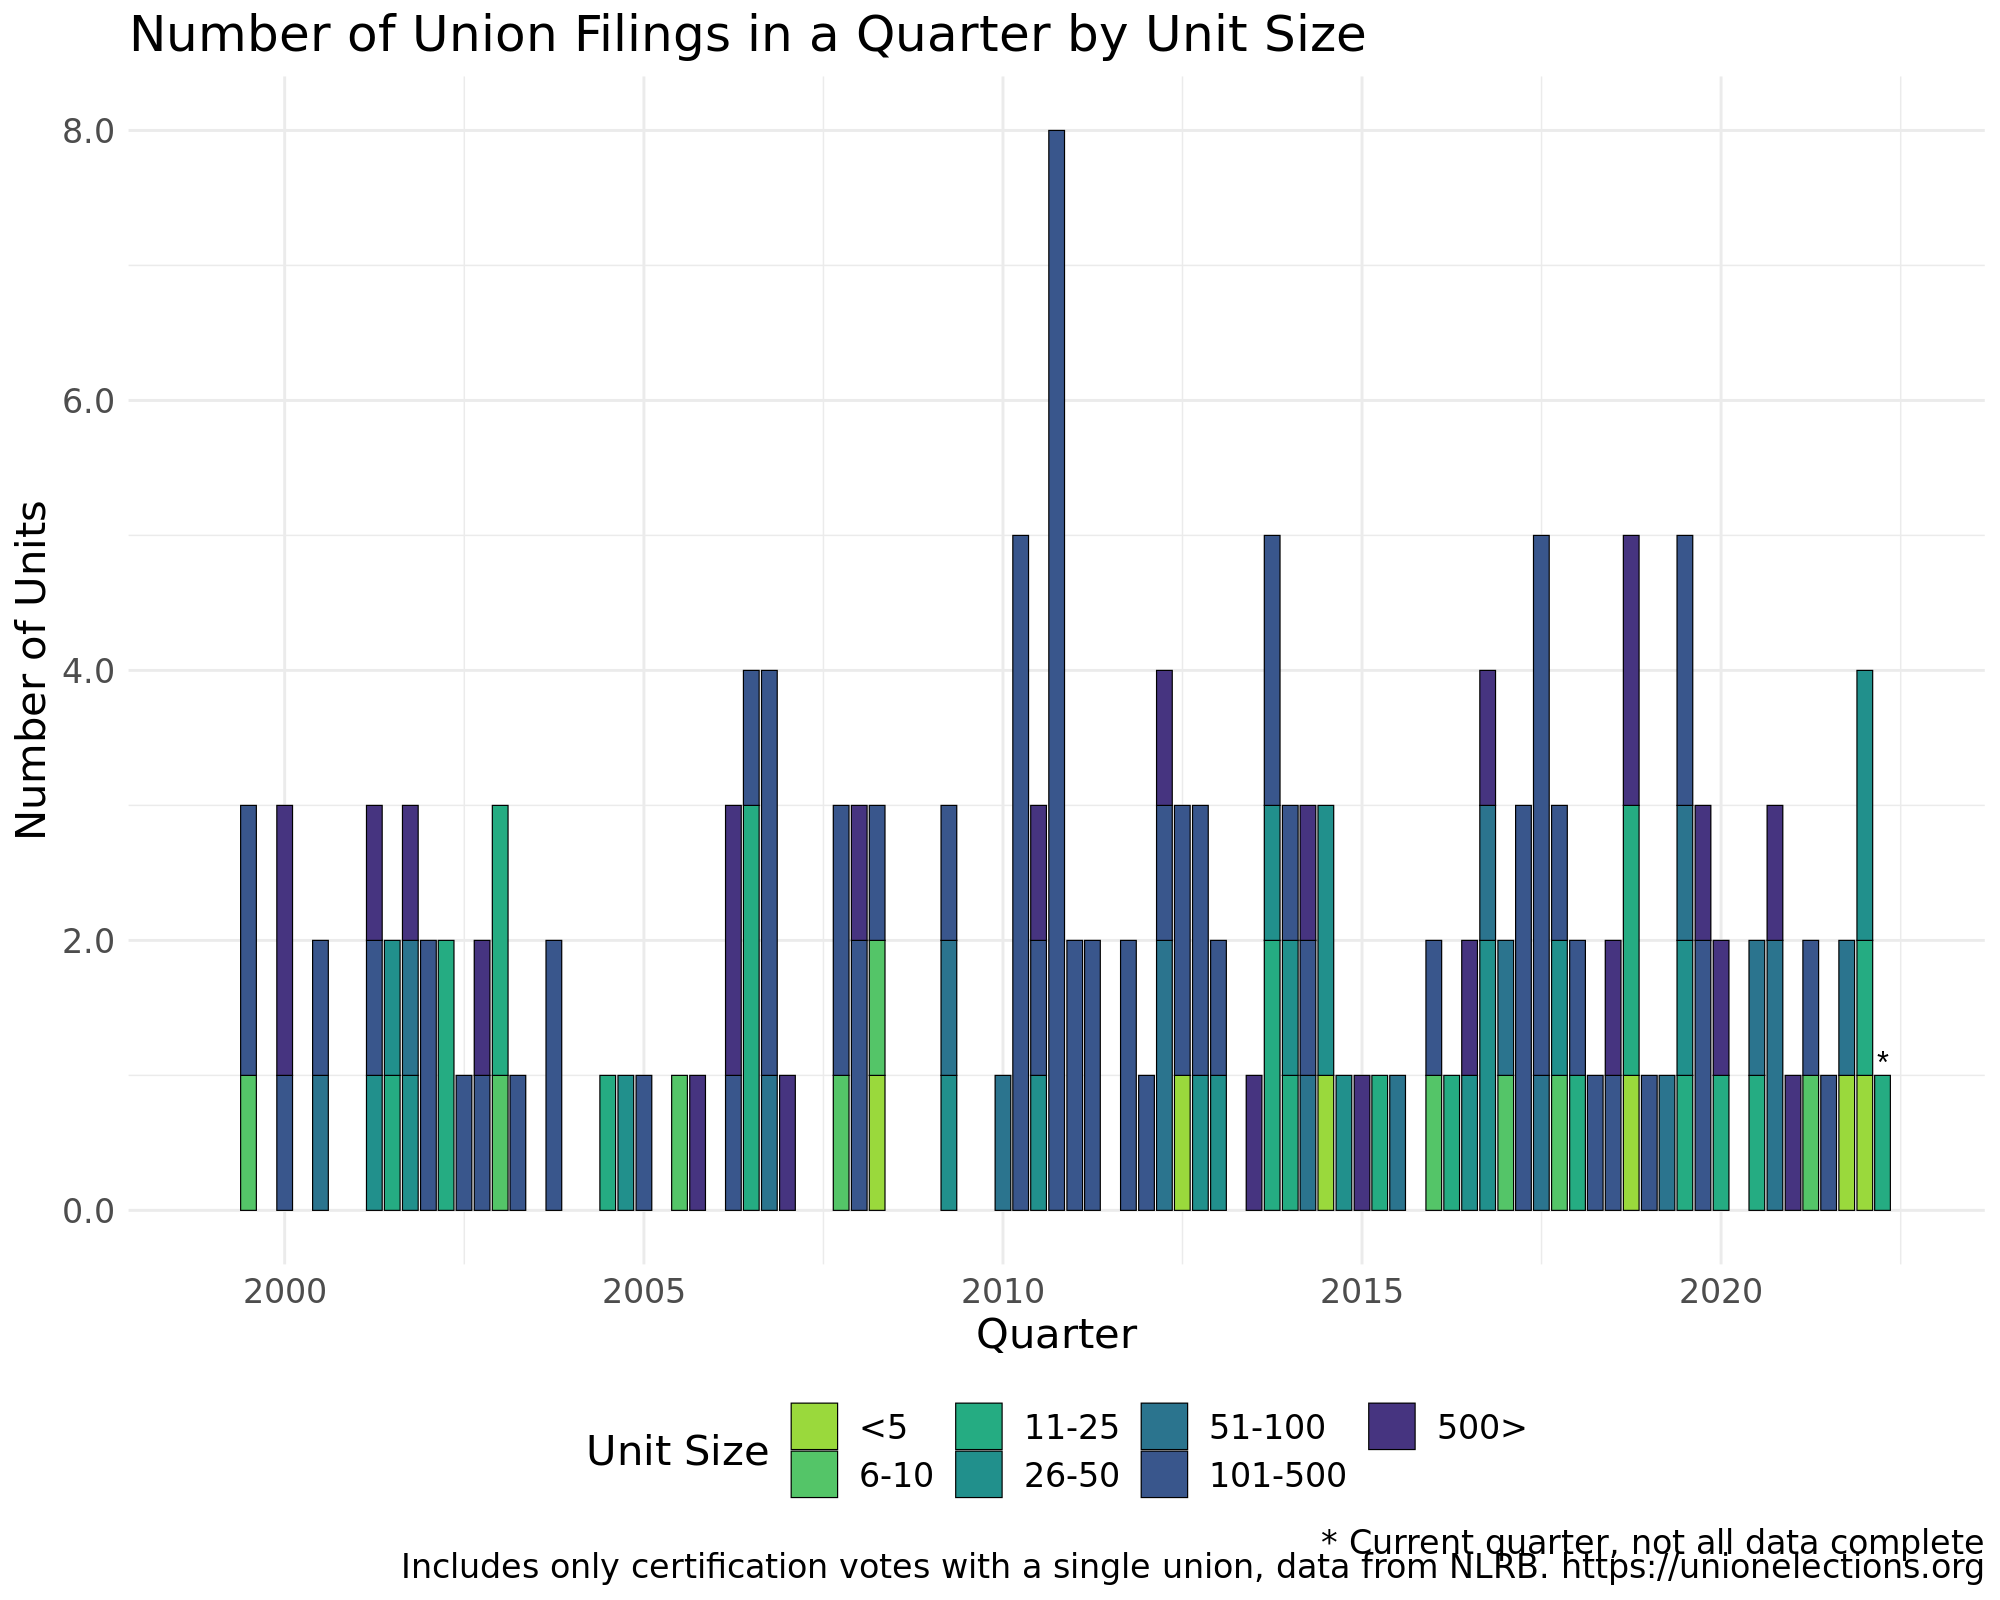 Number of Union Filings in a Quarter by Unit Size
Number of Units
8.0
6.0
4.0
2.0
0.0
*
2000 2005 2010 2015 2020
Quarter
Unit Size
<5 11-25 51-100 500>
6-10 26-50 101-500
* Current quarter, not all data complete
Includes only certification votes with a single union, data from NLRB. https://unionelections.org